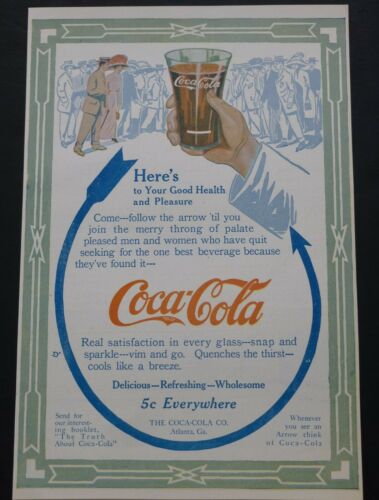 Coca-Cola
Here's
to Your Good Health
and Pleasure
Come---follow the arrow 'til you
join the merry throng of palate
pleased men and women who have quit
seeking for the one best beverage because
they've found it---
Coca-Cola
Real satisfaction in every glass---snap and
sparkle---vim and go. Quenches the thirst---
cools like a breeze.
Delicious---Refreshing---Wholesome
5c Everywhere
THE COCA-COLA CO.
Atlanta, Ga.
Send for
our interest-
ing booklet,
"The Truth
About Coca-Cola"
Whenever
you see an
Arrow think
of Coca-Cola